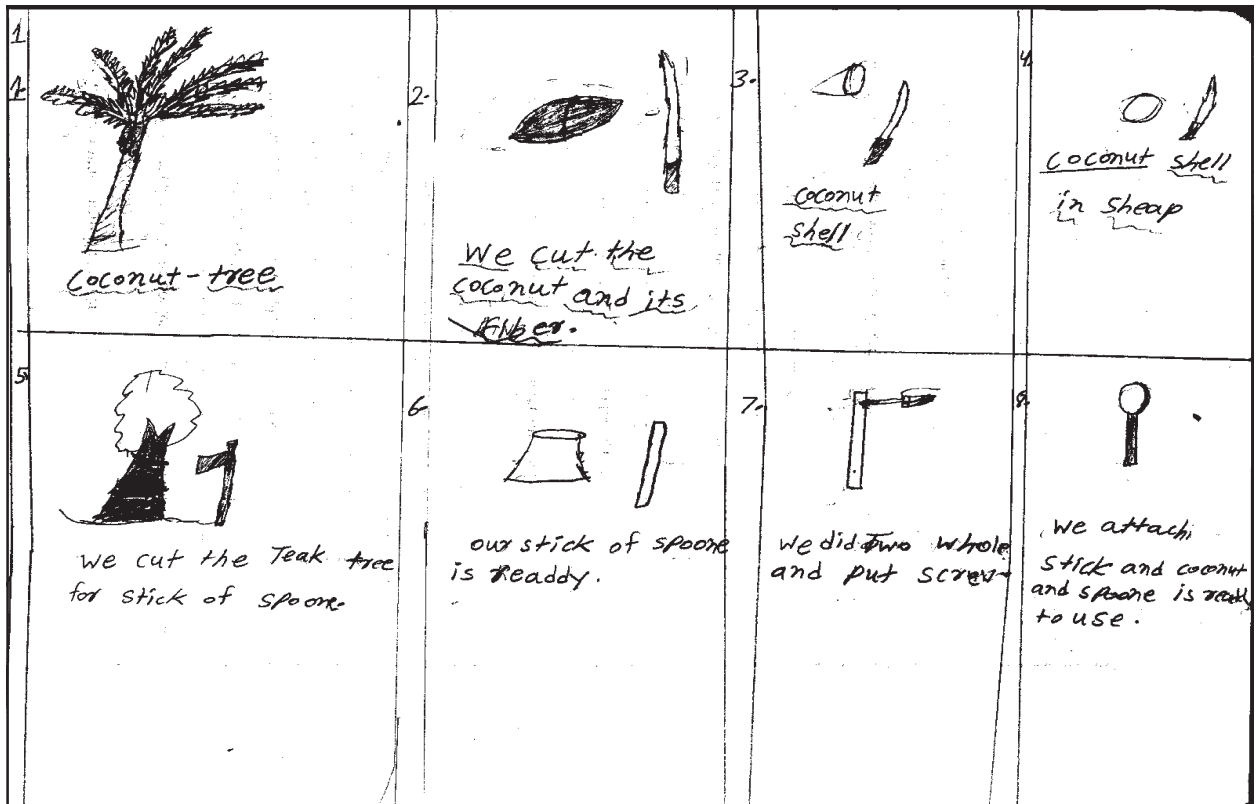 1
1.
Coconut-tree
2-
We cut the
coconut and its
Fiber.
3-
coconut
shell
4.
coconut shell
in sheap
5.
we cut the Teak tree
for stick of spoone.
6-
our stick of spoone
is Readdy.
7-
we did Two whole
and put screw
8.
we attach
stick and coconut
and spoone is ready
to use.